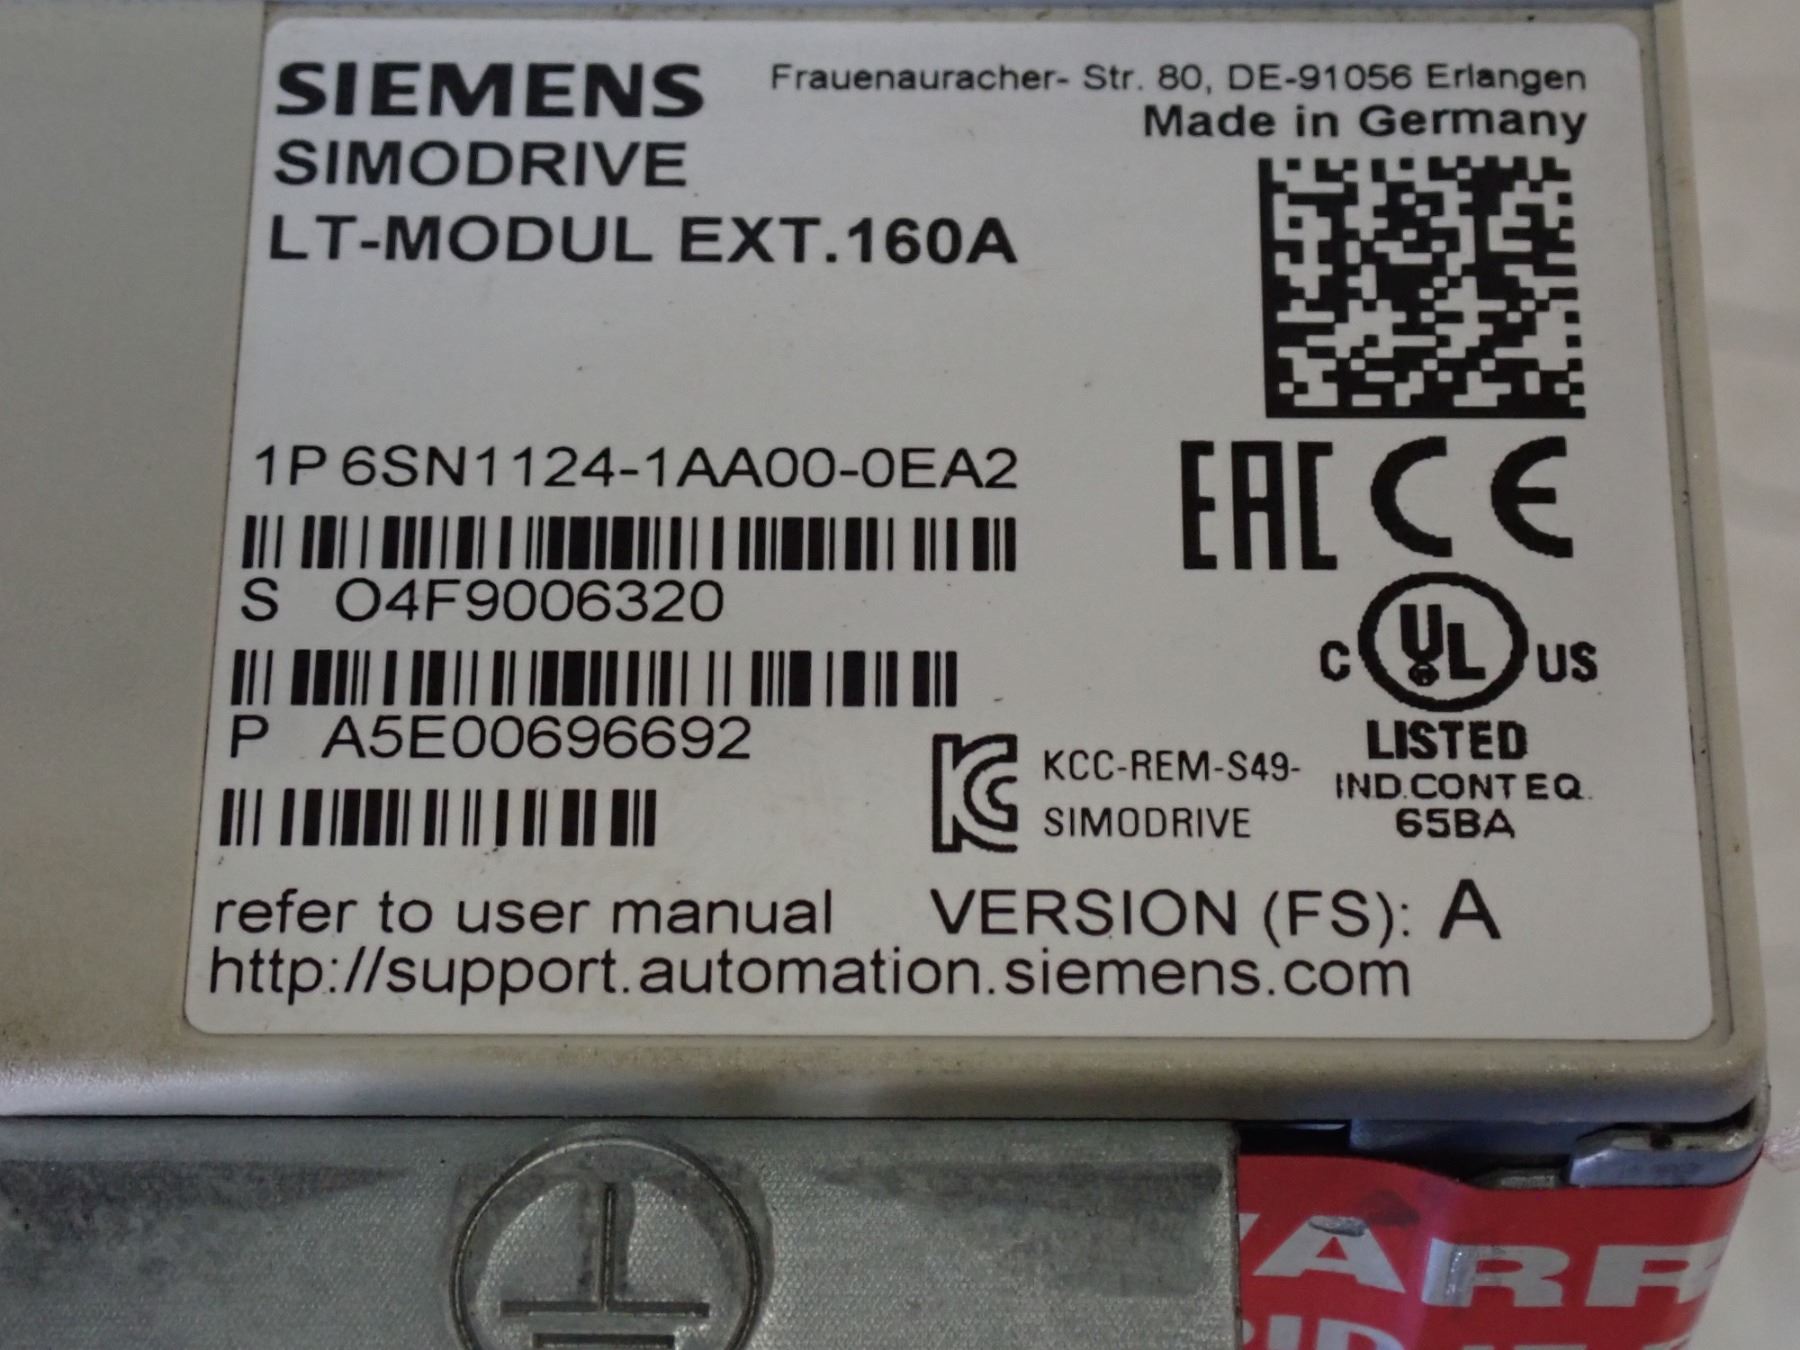 SIEMENS
Frauenauracher- Str. 80, DE-91056 Erlangen
Made in Germany
SIMODRIVE
LT-MODUL EXT.160A
1P 6SN1124-1AA00-0EA2
S O4F9006320
P A5E00696692
EAC CE
C UL US
LISTED
IND.CONT EQ.
65BA
KCC-REM-S49-
SIMODRIVE
refer to user manual VERSION (FS): A
http://support.automation.siemens.com